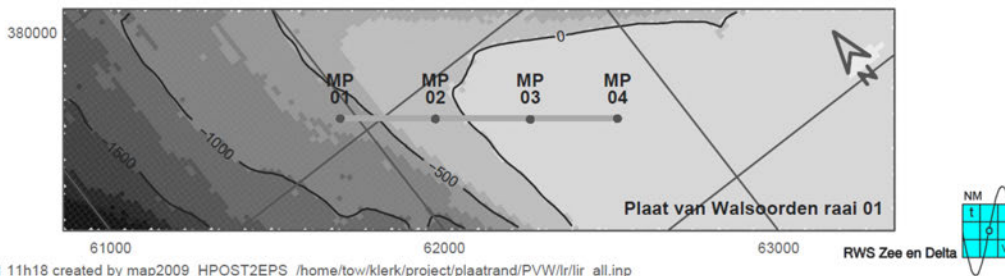 380000
0
MP
01
MP
02
MP
03
MP
04
-1500
-1000
-500
N
Plaat van Walsoorden raai 01
61000
62000
63000
NM
t
RWS Zee en Delta
11h18 created by map2009 HPOST2EPS /home/tow/klerk/project/plaatrand/PVW/lr/lir_all.inp